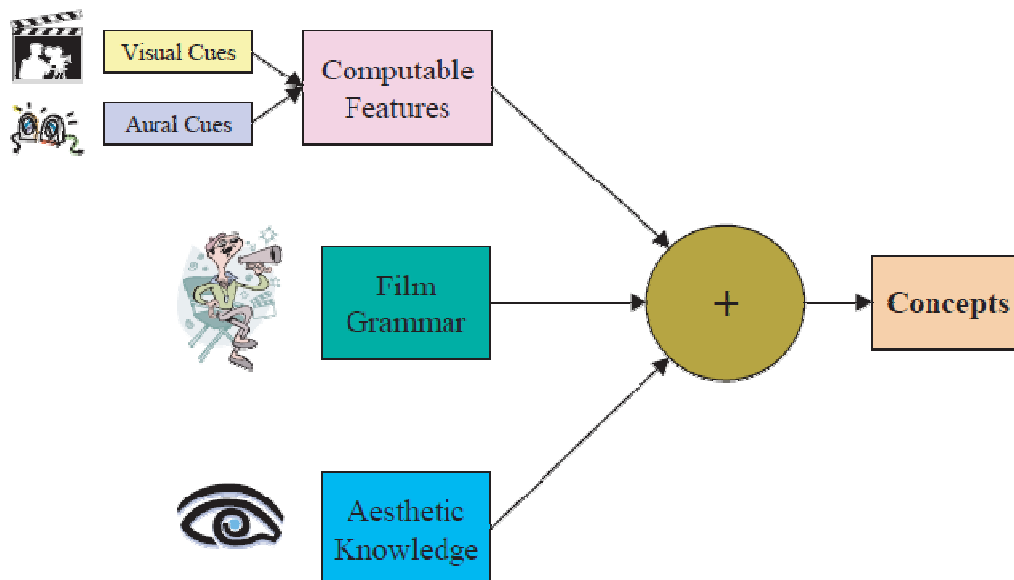 Visual Cues
Aural Cues
Computable
Features
Film
Grammar
+
Concepts
Aesthetic
Knowledge